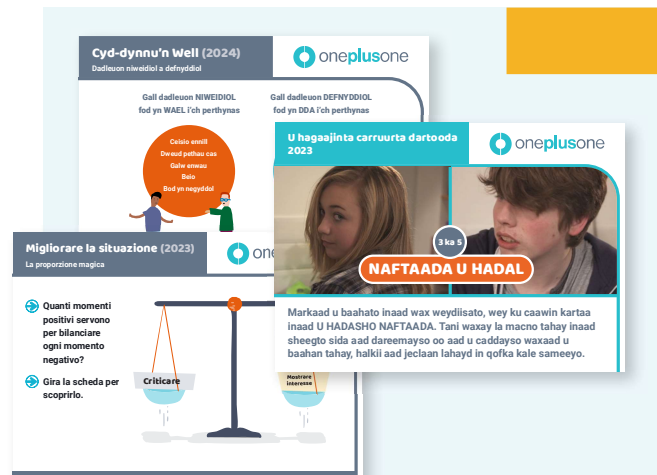 Cyd-dynnu'n Well (2024)
Dadleuon niweidiol a defnyddiol
oneplusone
Gall dadleuon NIWEIDIOL
fod yn WAEL i'ch perthynas
Gall dadleuon DEFNYDDIOL
fod yn DDA i'ch perthynas
Ceisio ennill
Dweud pethau cas
Galw enwau
Beio
Bod yn negyddol
U hagaajinta carruurta dartooda
2023
oneplusone
3 ka 5
NAFTAADA U HADAL
Markaad u baahato inaad wax weydiisato, wey ku caawin kartaa
inaad U HADASHO NAFTAADA. Tani waxay la macno tahay inaad
sheegto sida aad dareemayso oo aad u caddayso waxaad u
baahan tahay, halkii aad jeclaan lahayd in qofka kale sameeyo.
Migliorare la situazione (2023)
La proporzione magica
one
Quanti momenti
positivi servono
per bilanciare
ogni momento
negativo?
Gira la scheda per
scoprirlo.
Criticare
Mostrare
interesse